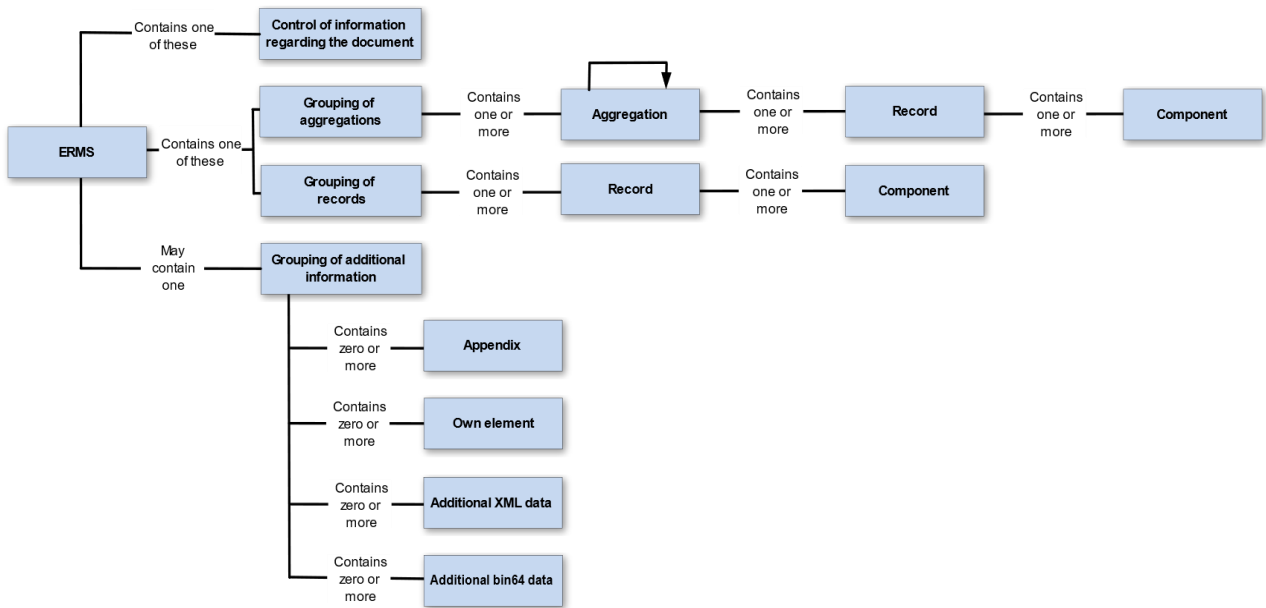 Contains one
of these
Control of information
regarding the document
ERMS
Contains one
of these
Grouping of
aggregations
Contains
one or
more
Aggregation
Contains
one or
more
Record
Contains
one or
more
Component
Grouping of
records
Contains
one or
more
Record
Contains
one or
more
Component
May
contain
one
Grouping of additional
information
Contains
zero or
more
Appendix
Contains
zero or
more
Own element
Contains
zero or
more
Additional XML data
Contains
zero or
more
Additional bin64 data